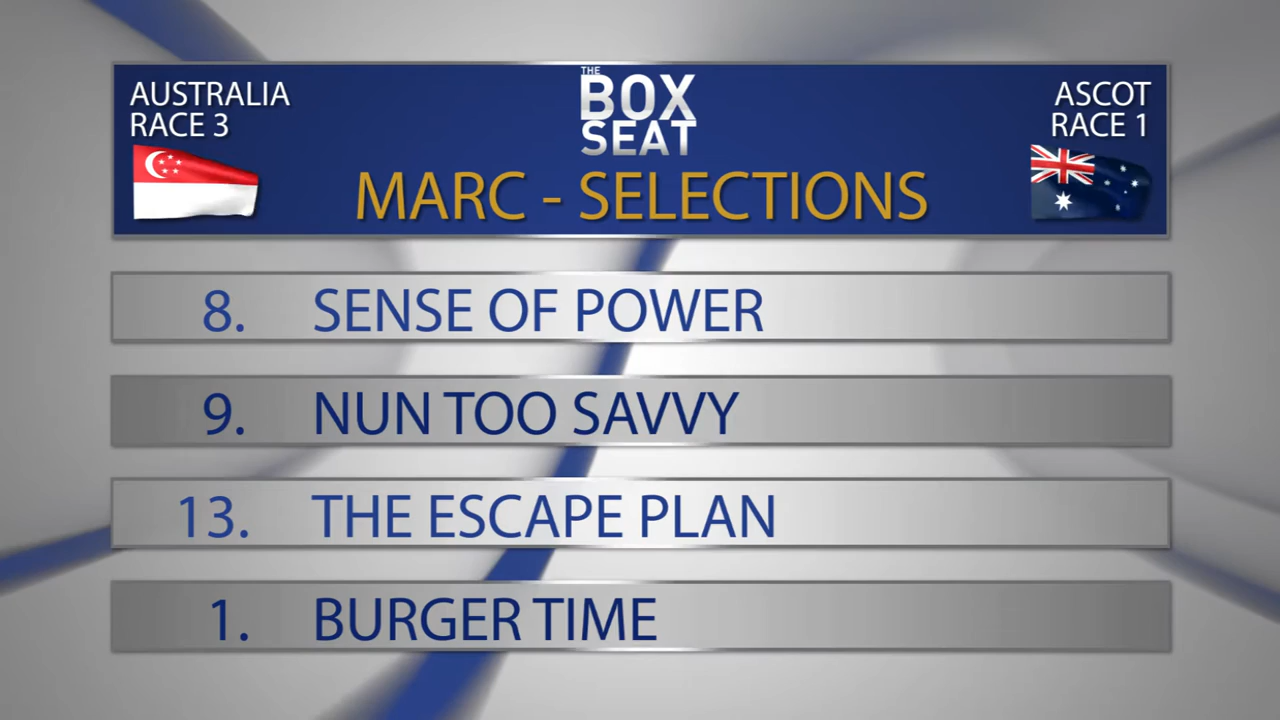 AUSTRALIA
RACE 3
THE
BOX
SEAT
ASCOT
RACE 1
MARC - SELECTIONS
8. SENSE OF POWER
9. NUN TOO SAVVY
13. THE ESCAPE PLAN
1. BURGER TIME